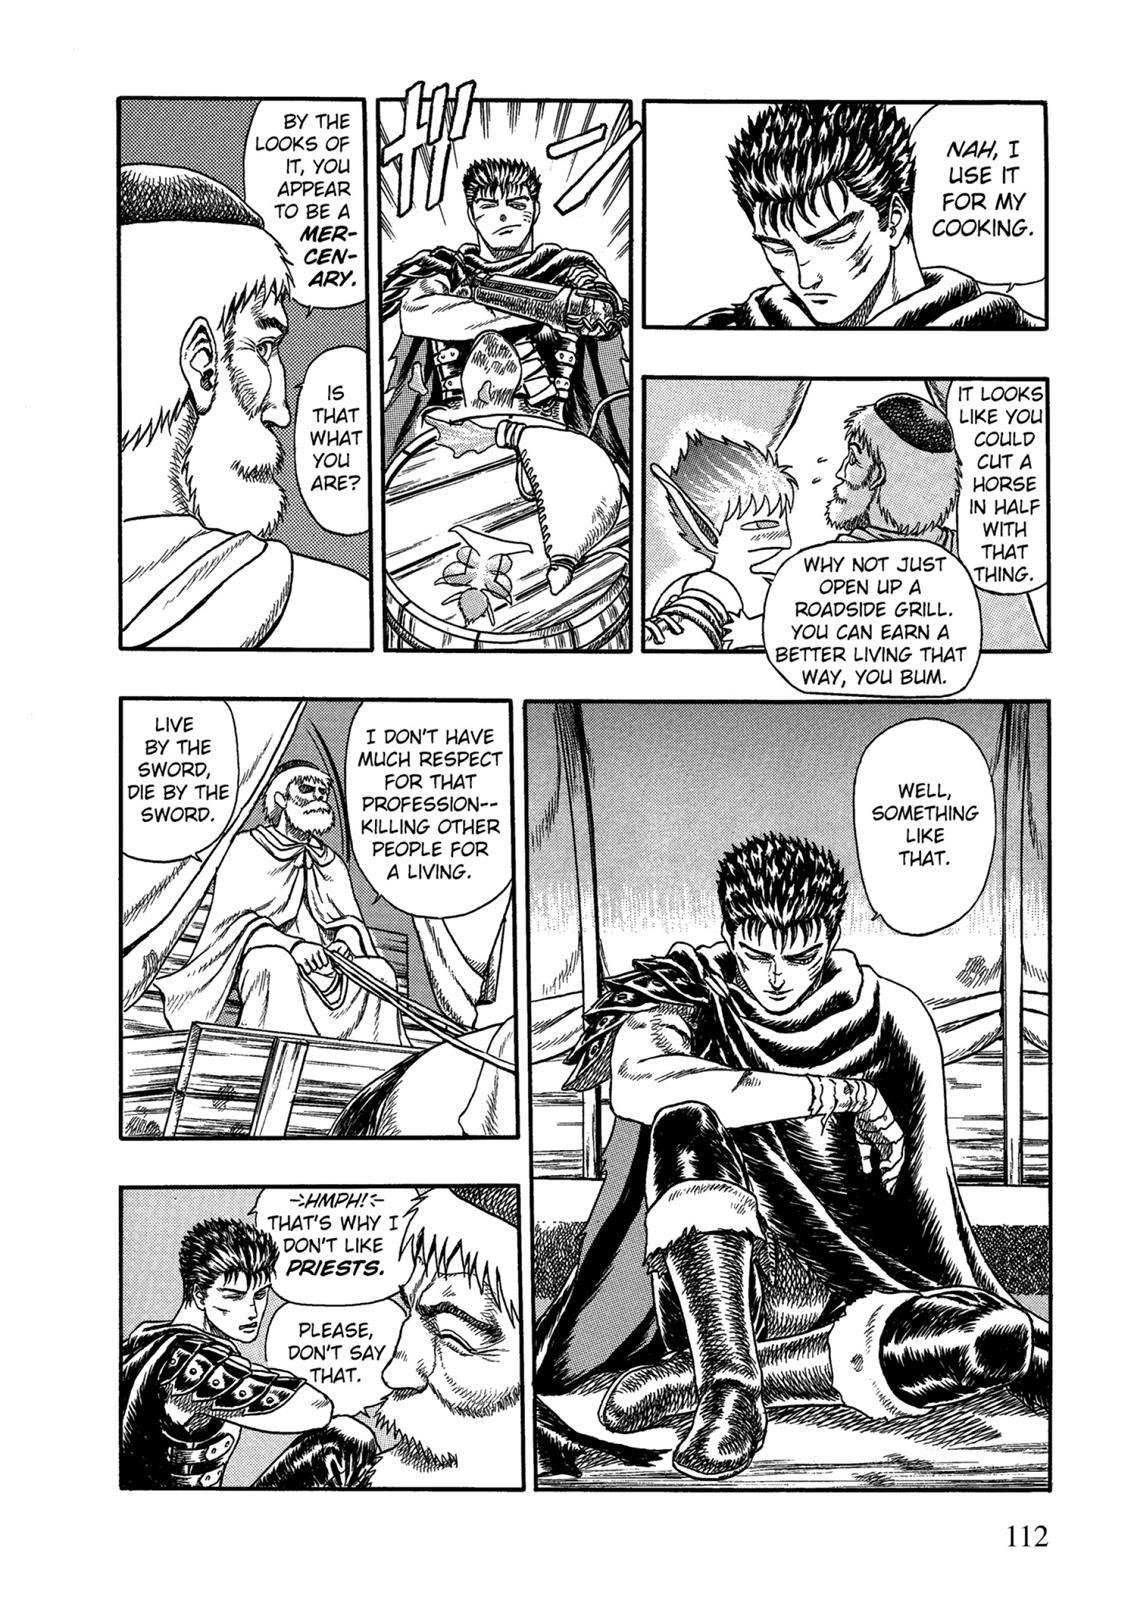 NAH, I
USE IT
FOR MY
COOKING.
IT LOOKS
LIKE YOU
COULD
CUT A
HORSE
IN HALF
WITH
THAT
THING.
WHY NOT JUST
OPEN UP A
ROADSIDE GRILL.
YOU CAN EARN A
BETTER LIVING THAT
WAY, YOU BUM.
ガーン
BY THE
LOOKS OF
IT, YOU
APPEAR
TO BE A
MER-
CEN-
ARY.
IS
THAT
WHAT
YOU
ARE?
WELL,
SOMETHING
LIKE
THAT.
I DON'T HAVE
MUCH RESPECT
FOR THAT
PROFESSION--
KILLING OTHER
PEOPLE FOR
A LIVING.
LIVE
BY THE
SWORD,
DIE BY THE
SWORD.
HMPH!
THAT'S WHY I
DON'T LIKE
PRIESTS.
PLEASE,
DON'T SAY
THAT.
112